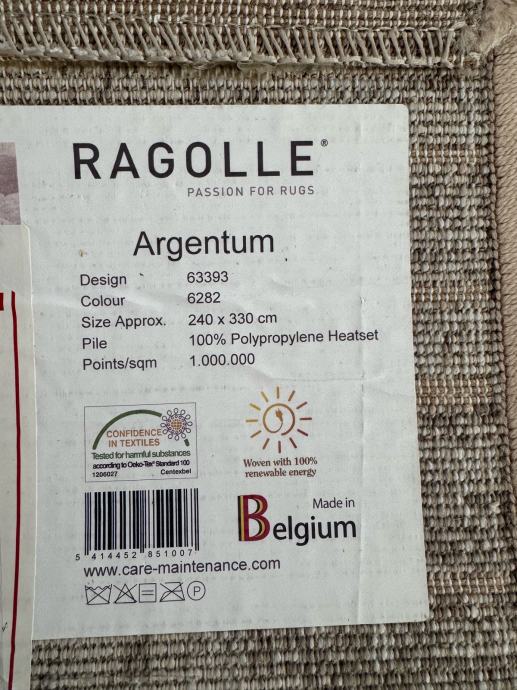 RAGOLLE®
PASSION FOR RUGS
Argentum
Design 63393
Colour 6282
Size Approx. 240 x 330 cm
Pile 100% Polypropylene Heatset
Points/sqm 1.000.000
CONFIDENCE
IN TEXTILES
Tested for harmful substances
according to Oeko-Tex® Standard 100
1206027 Centexbel
Woven with 100%
renewable energy
5 414452 851007
Made in
Belgium
www.care-maintenance.com
P